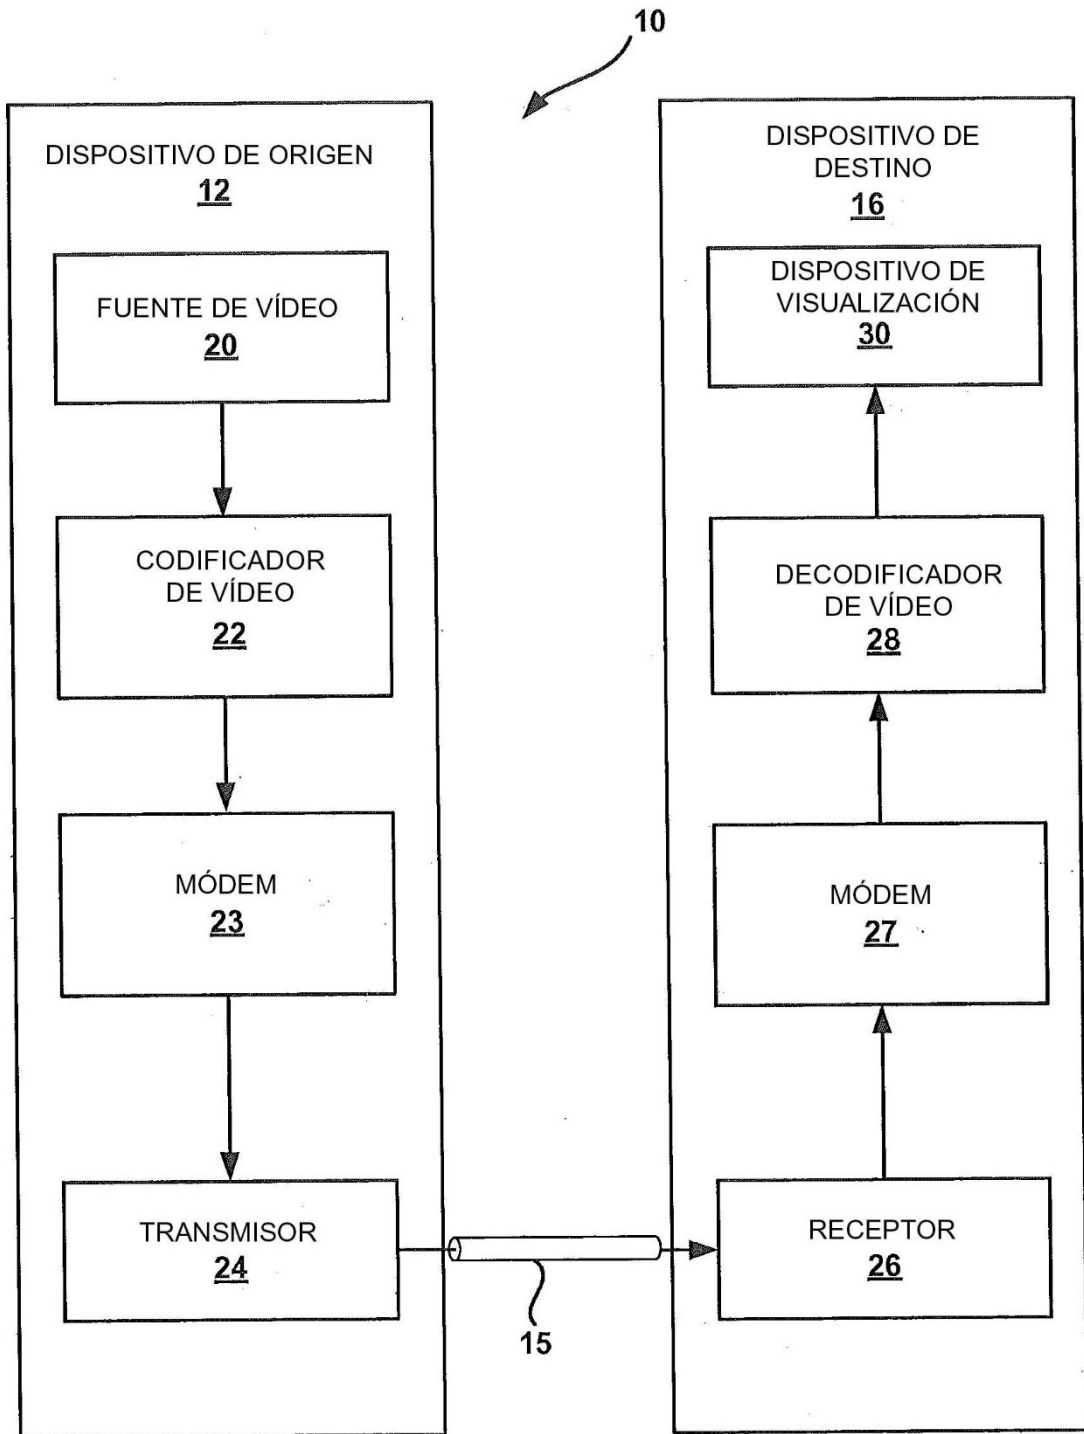 10
DISPOSITIVO DE ORIGEN
12
FUENTE DE VÍDEO
20
CODIFICADOR
DE VÍDEO
22
MÓDEM
23
TRANSMISOR
24
15
DISPOSITIVO DE
DESTINO
16
DISPOSITIVO DE
VISUALIZACIÓN
30
DECODIFICADOR
DE VÍDEO
28
MÓDEM
27
RECEPTOR
26